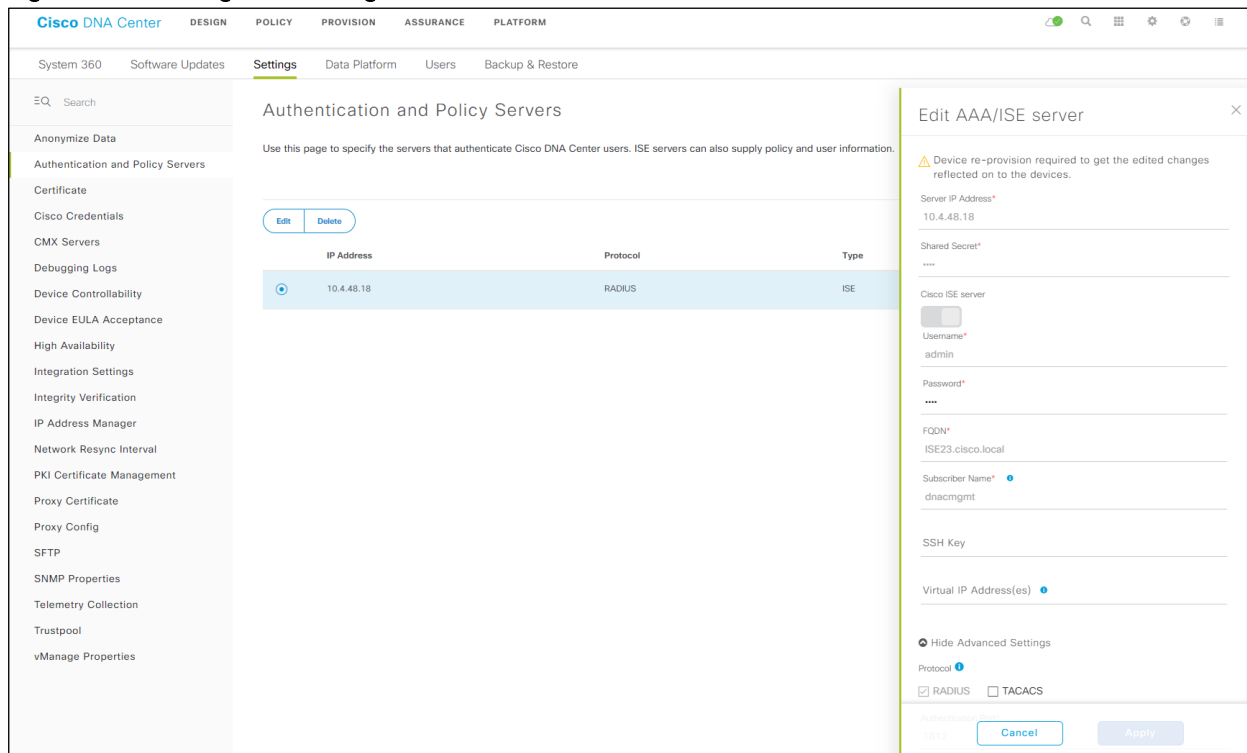 Cisco DNA Center DESIGN POLICY PROVISION ASSURANCE PLATFORM
System 360 Software Updates Settings Data Platform Users Backup & Restore
Search
Anonymize Data
Authentication and Policy Servers
Certificate
Cisco Credentials
CMX Servers
Debugging Logs
Device Controllability
Device EULA Acceptance
High Availability
Integration Settings
Integrity Verification
IP Address Manager
Network Resync Interval
PKI Certificate Management
Proxy Certificate
Proxy Config
SFTP
SNMP Properties
Telemetry Collection
Trustpool
vManage Properties
Authentication and Policy Servers
Use this page to specify the servers that authenticate Cisco DNA Center users. ISE servers can also supply policy and user information.
Edit Delete
IP Address Protocol Type
10.4.48.18 RADIUS ISE
Edit AAA/ISE server
Device re-provision required to get the edited changes
reflected on to the devices.
Server IP Address*
10.4.48.18
Shared Secret*
••••
Cisco ISE server
Username*
admin
Password*
••••
FQDN*
ISE23.cisco.local
Subscriber Name*
dnacmgmt
SSH Key
Virtual IP Address(es)
Hide Advanced Settings
Protocol
RADIUS TACACS
Cancel Apply